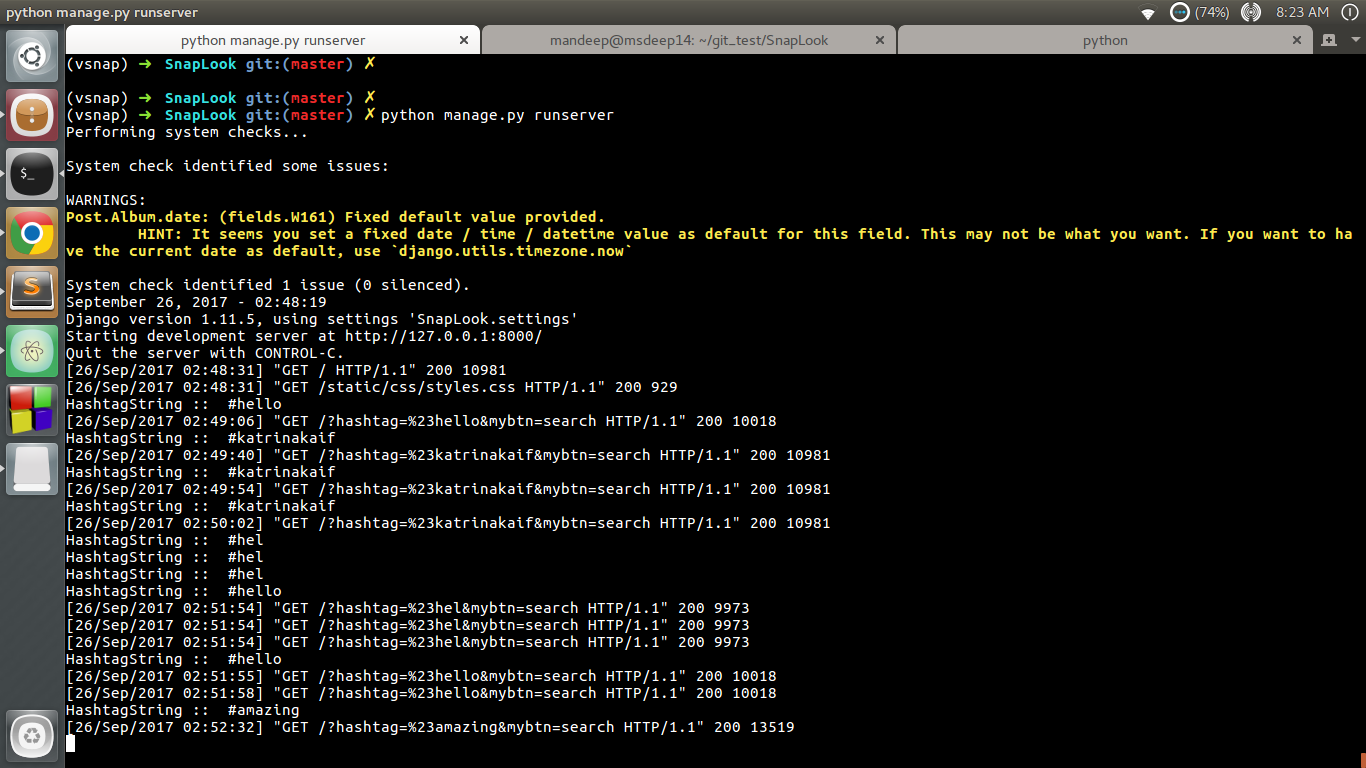 python manage.py runserver
(74%)
8:23 AM
python manage.py runserver ×
mandeep@msdeep14: ~/git_test/SnapLook ×
python ×
(vsnap) ➜ SnapLook git:(master) ✗
(vsnap) ➜ SnapLook git:(master) ✗
(vsnap) ➜ SnapLook git:(master) ✗ python manage.py runserver
Performing system checks...
System check identified some issues:
WARNINGS:
Post.Album.date: (fields.W161) Fixed default value provided.
HINT: It seems you set a fixed date / time / datetime value as default for this field. This may not be what you want. If you want to ha
ve the current date as default, use `django.utils.timezone.now`
System check identified 1 issue (0 silenced).
September 26, 2017 - 02:48:19
Django version 1.11.5, using settings 'SnapLook.settings'
Starting development server at http://127.0.0.1:8000/
Quit the server with CONTROL-C.
[26/Sep/2017 02:48:31] "GET / HTTP/1.1" 200 10981
[26/Sep/2017 02:48:31] "GET /static/css/styles.css HTTP/1.1" 200 929
HashtagString :: #hello
[26/Sep/2017 02:49:06] "GET /?hashtag=%23hello&mybtn=search HTTP/1.1" 200 10018
HashtagString :: #katrinakaif
[26/Sep/2017 02:49:40] "GET /?hashtag=%23katrinakaif&mybtn=search HTTP/1.1" 200 10981
HashtagString :: #katrinakaif
[26/Sep/2017 02:49:54] "GET /?hashtag=%23katrinakaif&mybtn=search HTTP/1.1" 200 10981
HashtagString :: #katrinakaif
[26/Sep/2017 02:50:02] "GET /?hashtag=%23katrinakaif&mybtn=search HTTP/1.1" 200 10981
HashtagString :: #hel
HashtagString :: #hel
HashtagString :: #hel
HashtagString :: #hello
[26/Sep/2017 02:51:54] "GET /?hashtag=%23hel&mybtn=search HTTP/1.1" 200 9973
[26/Sep/2017 02:51:54] "GET /?hashtag=%23hel&mybtn=search HTTP/1.1" 200 9973
[26/Sep/2017 02:51:54] "GET /?hashtag=%23hel&mybtn=search HTTP/1.1" 200 9973
HashtagString :: #hello
[26/Sep/2017 02:51:55] "GET /?hashtag=%23hello&mybtn=search HTTP/1.1" 200 10018
[26/Sep/2017 02:51:58] "GET /?hashtag=%23hello&mybtn=search HTTP/1.1" 200 10018
HashtagString :: #amazing
[26/Sep/2017 02:52:32] "GET /?hashtag=%23amazing&mybtn=search HTTP/1.1" 200 13519